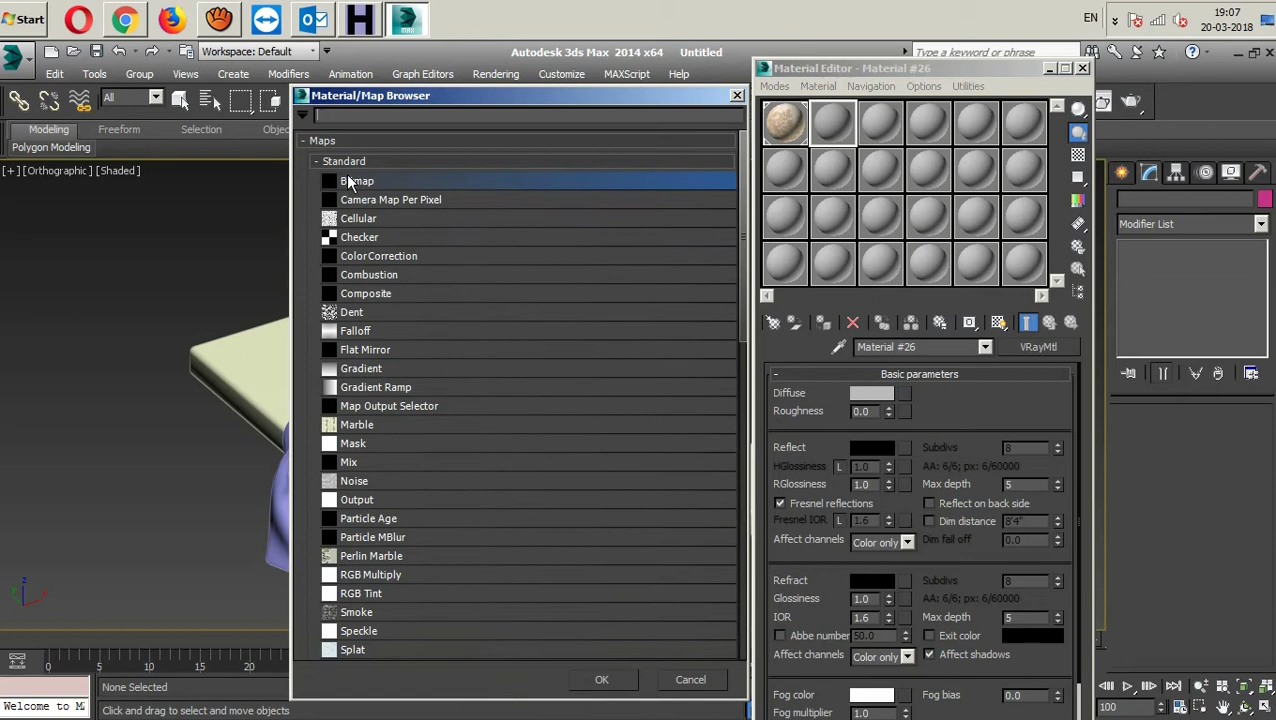 Start
EN
19:07
20-03-2018
Workspace: Default
Autodesk 3ds Max 2014 x64 Untitled
Type a keyword or phrase
Edit Tools Group Views Create Modifiers Animation Graph Editors Rendering Customize MAXScript Help
All
Modeling Freeform Selection
Polygon Modeling
[+] [Orthographic] [Shaded]
Material/Map Browser
- Maps
- Standard
Bitmap
Camera Map Per Pixel
Cellular
Checker
Color Correction
Combustion
Composite
Dent
Falloff
Flat Mirror
Gradient
Gradient Ramp
Map Output Selector
Marble
Mask
Mix
Noise
Output
Particle Age
Particle MBlur
Perlin Marble
RGB Multiply
RGB Tint
Smoke
Speckle
Splat
OK Cancel
Material Editor - Material #26
Modes Material Navigation Options Utilities
Material #26 VRayMtl
- Basic parameters
Diffuse
Roughness 0.0
Reflect Subdivs 8
HGlossiness L 1.0 AA: 6/6; px: 6/60000
RGlossiness 1.0 Max depth 5
Fresnel reflections Reflect on back side
Fresnel IOR L 1.6 Dim distance 8'4"
Affect channels Color only Dim fall off 0.0
Refract Subdivs 8
Glossiness 1.0 AA: 6/6; px: 6/60000
IOR 1.6 Max depth 5
Abbe number 50.0 Exit color
Affect channels Color only Affect shadows
Fog color Fog bias 0.0
Fog multiplier 1.0
Modifier List
z
0 5 10 15 20
None Selected
Welcome to M
Click and drag to select and move objects
100